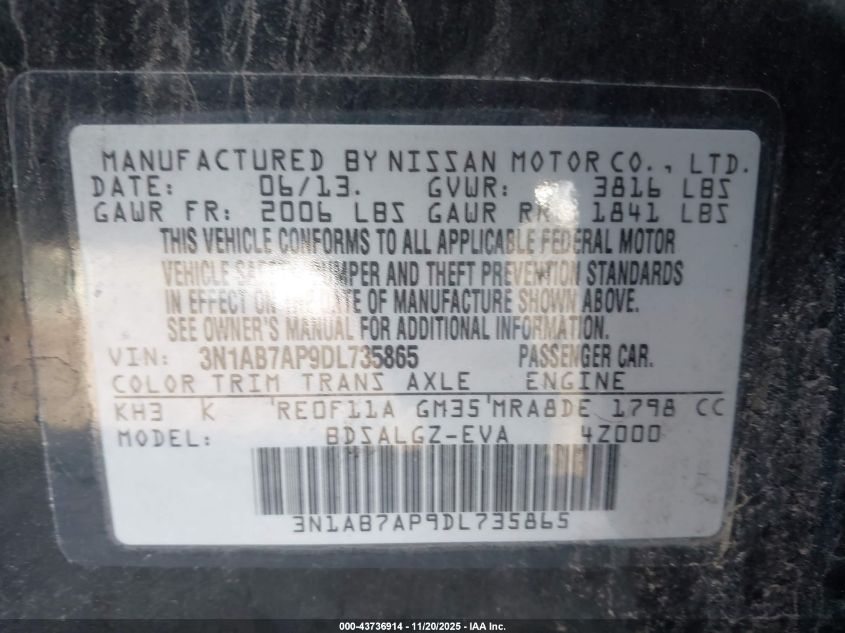 MANUFACTURED BY NISSAN MOTOR CO., LTD.
DATE: 06/13. GVWR: 3816 LBS
GAWR FR: 2006 LBS GAWR RR 1841 LBS
THIS VEHICLE CONFORMS TO ALL APPLICABLE FEDERAL MOTOR
VEHICLE SAFETY, BUMPER AND THEFT PREVENTION STANDARDS
IN EFFECT ON THE DATE OF MANUFACTURE SHOWN ABOVE.
SEE OWNER'S MANUAL FOR ADDITIONAL INFORMATION.
VIN: 3N1AB7AP9DL735865 PASSENGER CAR.
COLOR TRIM TRANS AXLE ENGINE
KH3 K 'RE0F11A GM35'MRA8DE 1798 CC
MODEL: BDSALGZ-EVA 4Z000
3N1AB7AP9DL735865
000-43736914 - 11/20/2025 - IAA Inc.